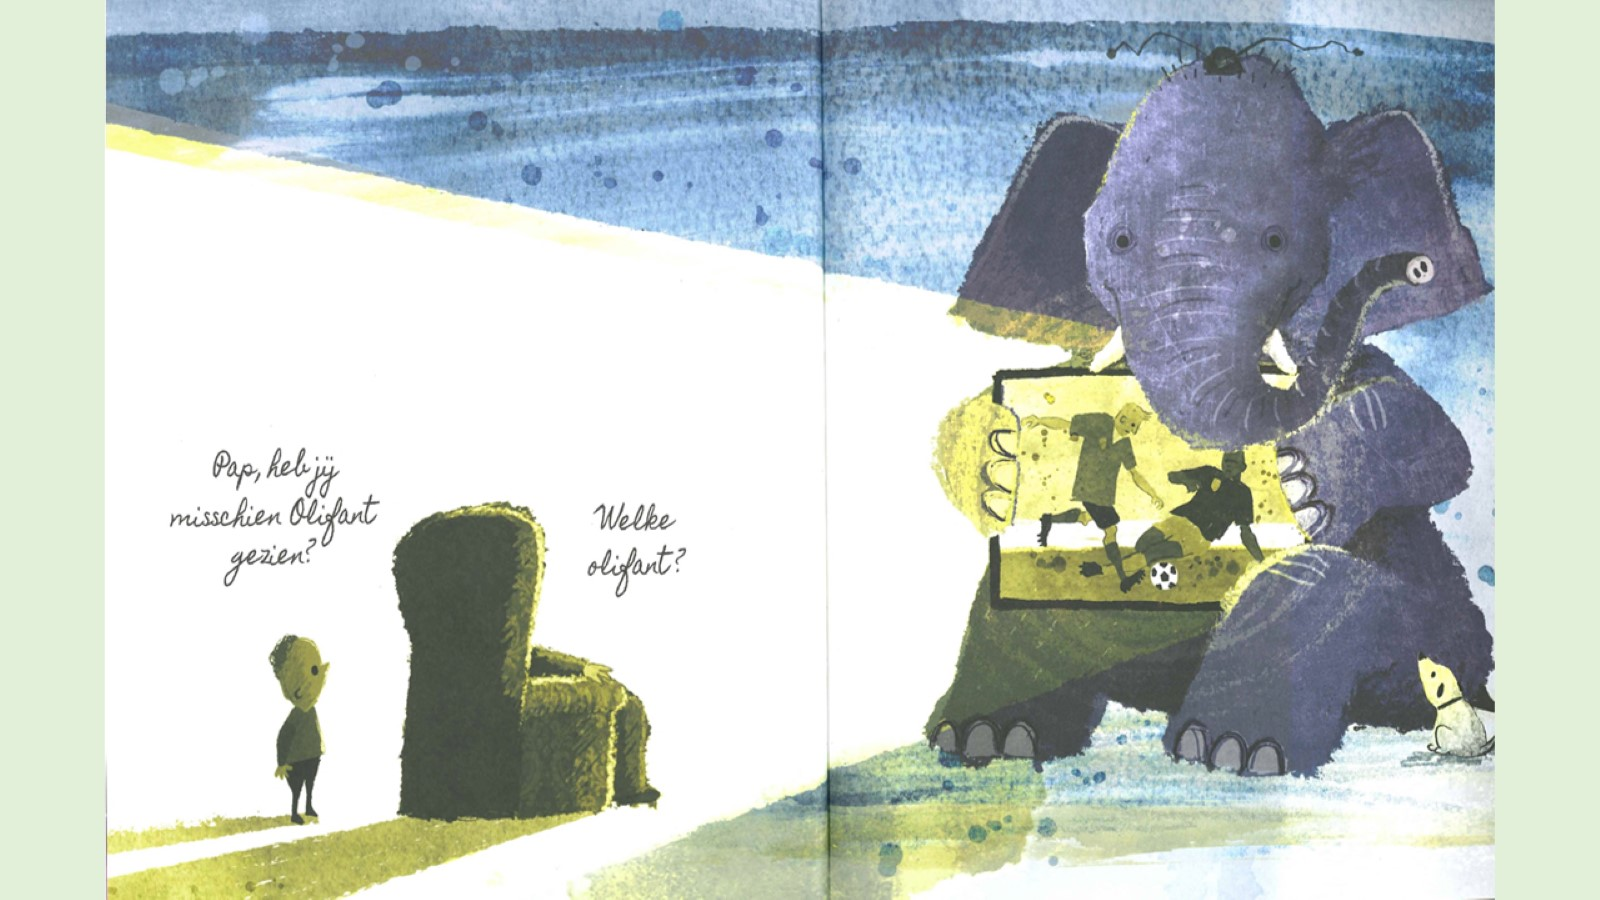 Pap, heb jij
misschien Olifant
gezien?
Welke
olifant?